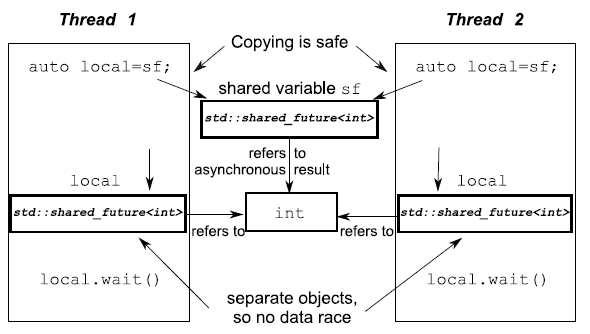 Thread 1
Thread 2
Copying is safe
auto local=sf;
auto local=sf;
shared variable sf
std::shared_future<int>
refers to
asynchronous result
local
local
std::shared_future<int>
int
std::shared_future<int>
refers to
refers to
local.wait()
local.wait()
separate objects,
so no data race